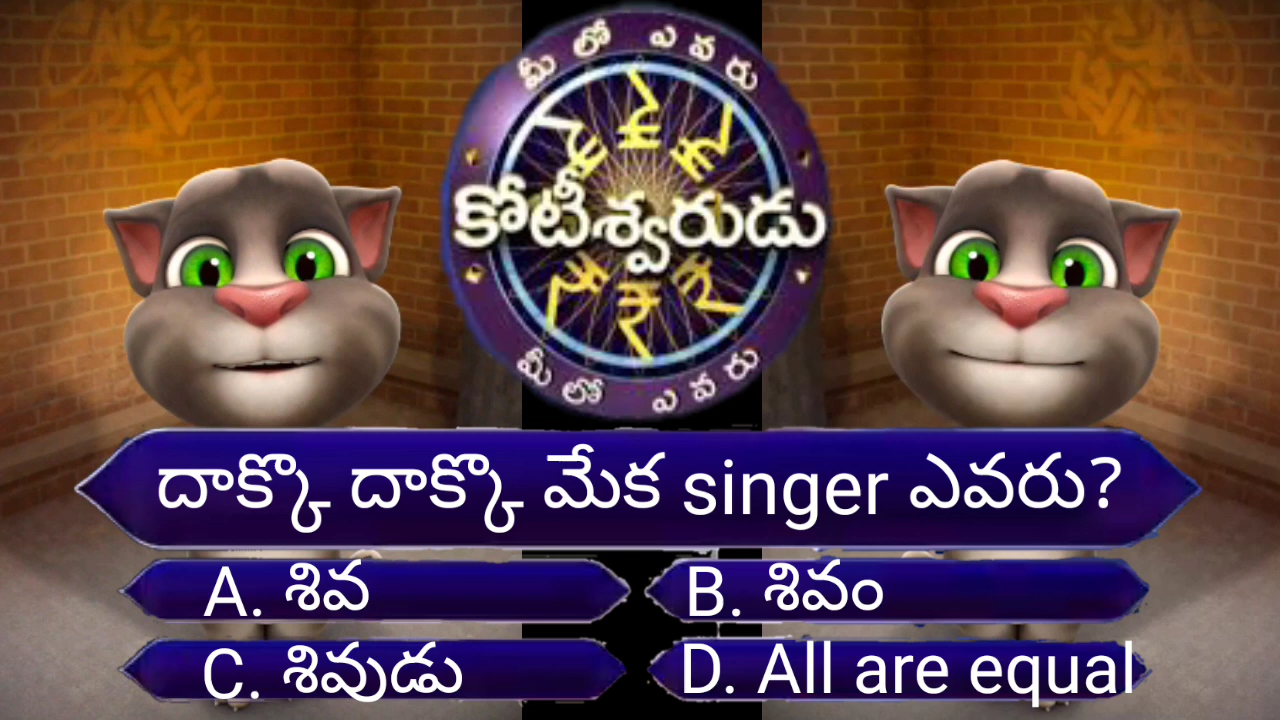 మీలో ఎవరు
కోటీశ్వరుడు
మీలో ఎవరు
దాక్కొ దాక్కొ మేక singer ఎవరు?
A. శివ
B. శివం
C. శివుడు
D. All are equal